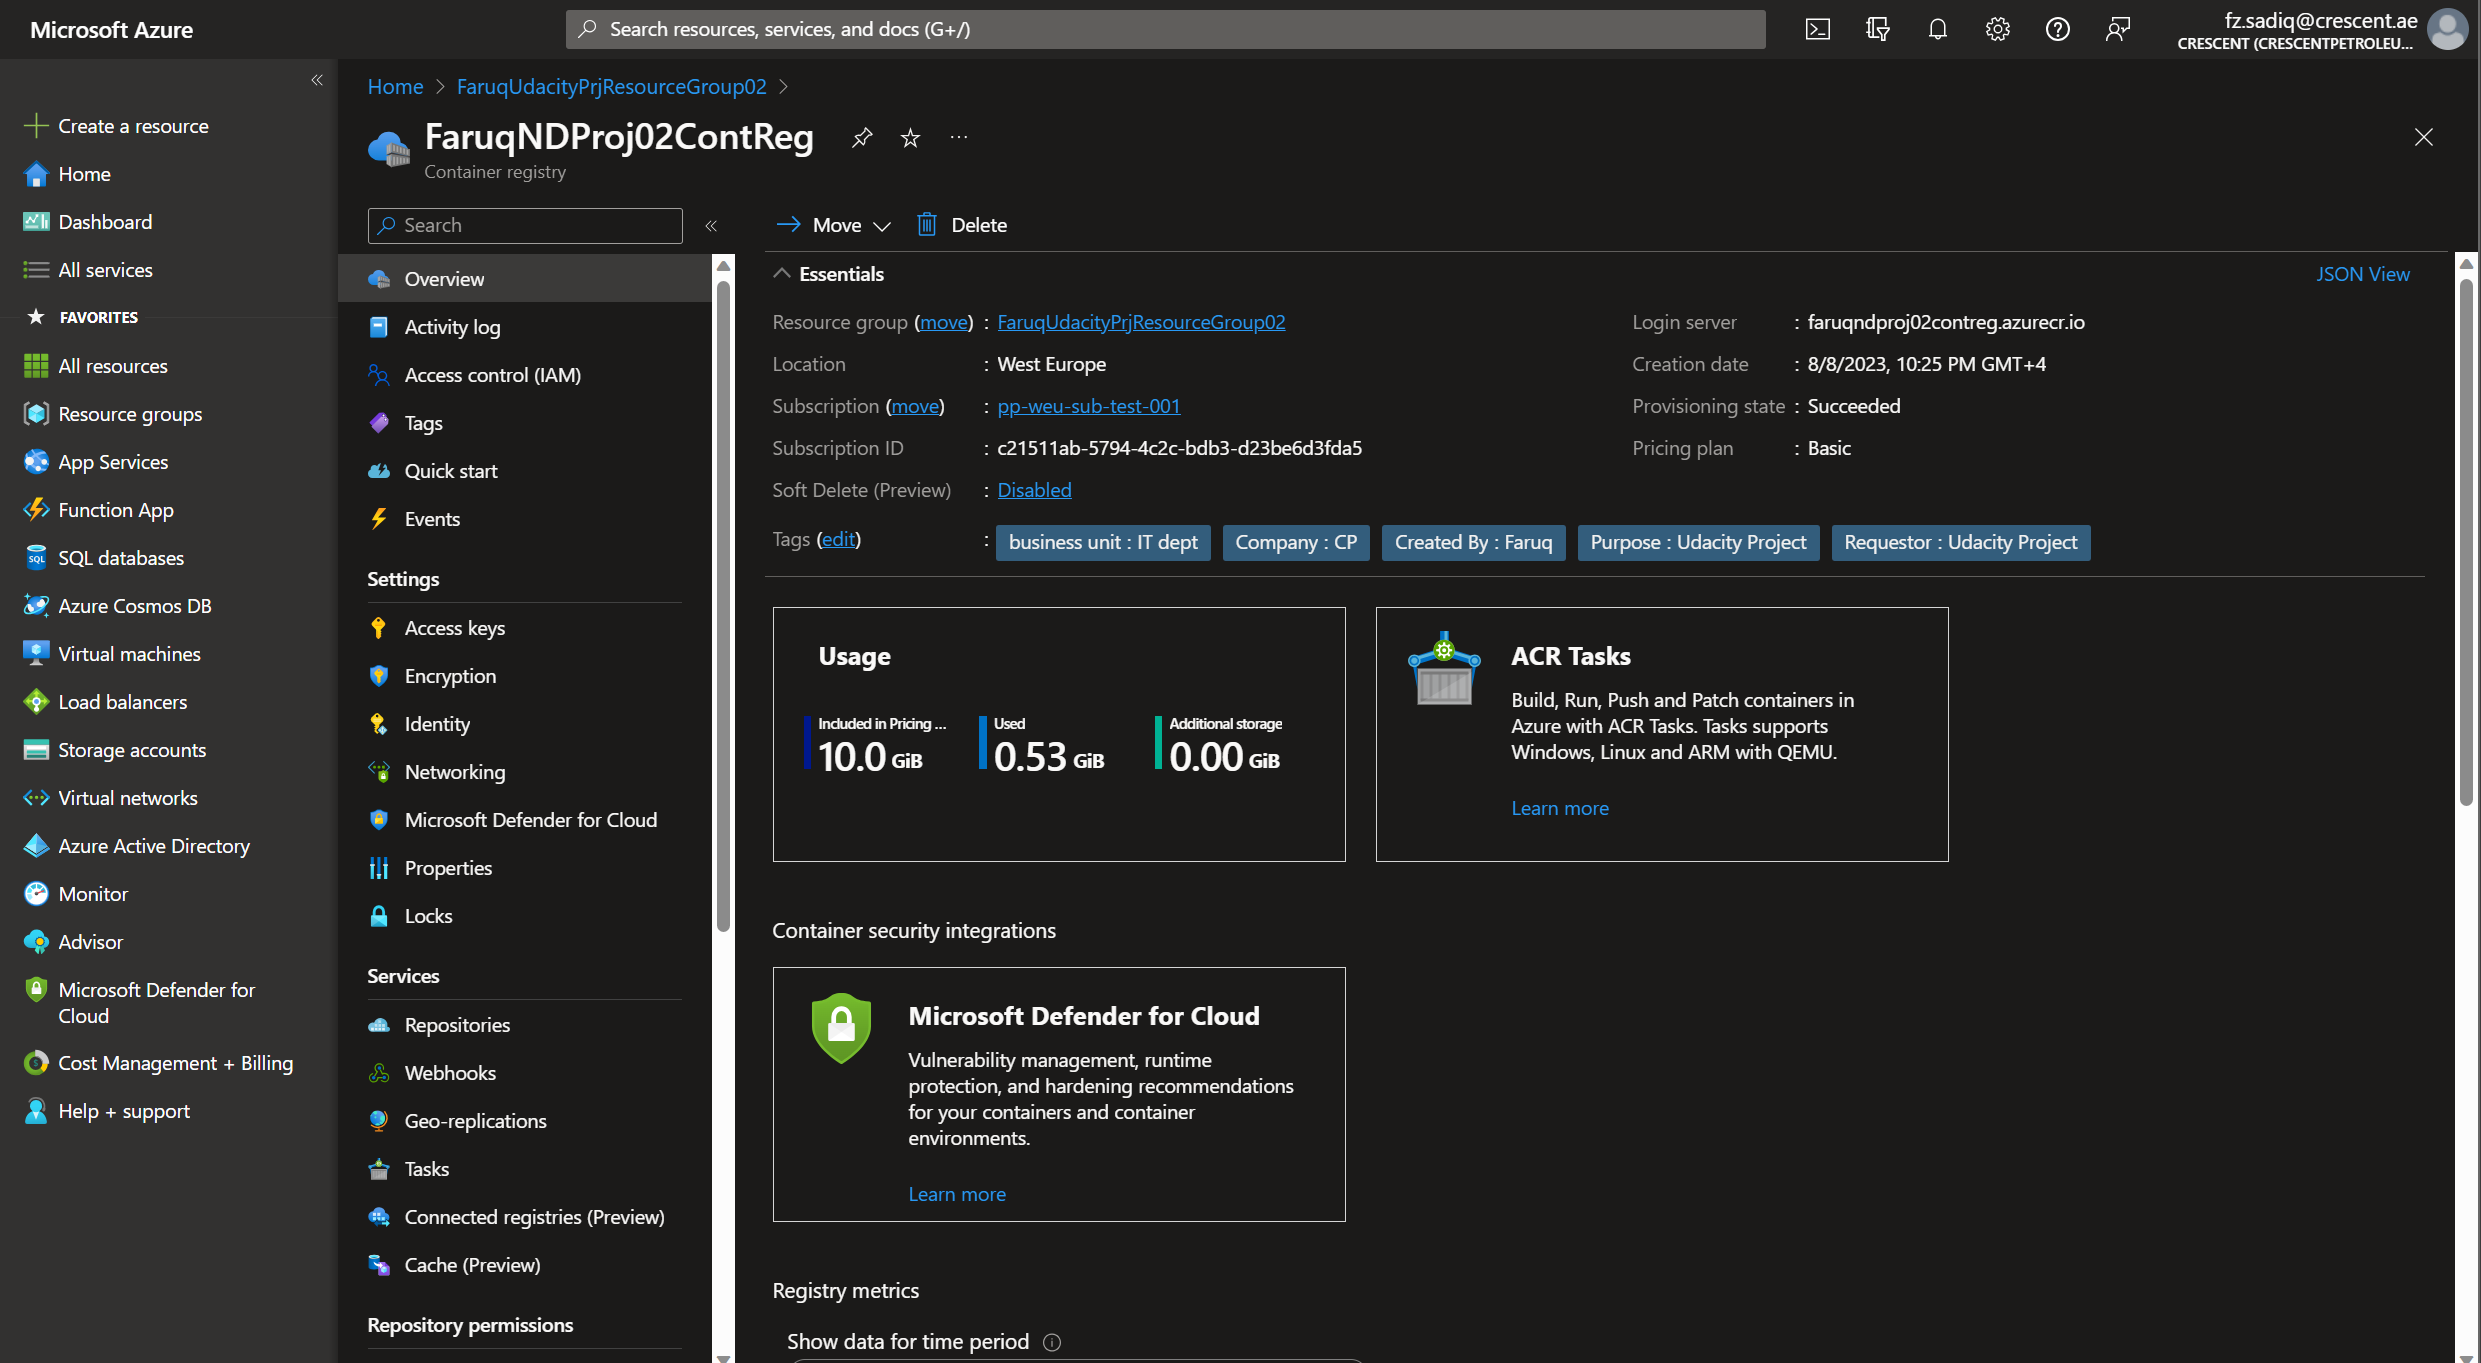 Microsoft Azure
Search resources, services, and docs (G+/)
fz.sadiq@crescent.ae
CRESCENT (CRESCENTPETROLEU...
Create a resource
Home
Dashboard
All services
FAVORITES
All resources
Resource groups
App Services
Function App
SQL databases
Azure Cosmos DB
Virtual machines
Load balancers
Storage accounts
Virtual networks
Azure Active Directory
Monitor
Advisor
Microsoft Defender for
Cloud
Cost Management + Billing
Help + support
Home > FaruqUdacityPrjResourceGroup02 >
FaruqNDProj02ContReg
Container registry
Search
Overview
Activity log
Access control (IAM)
Tags
Quick start
Events
Settings
Access keys
Encryption
Identity
Networking
Microsoft Defender for Cloud
Properties
Locks
Services
Repositories
Webhooks
Geo-replications
Tasks
Connected registries (Preview)
Cache (Preview)
Repository permissions
Move
Delete
Essentials
JSON View
Resource group (move) : FaruqUdacityPrjResourceGroup02
Location : West Europe
Subscription (move) : pp-weu-sub-test-001
Subscription ID : c21511ab-5794-4c2c-bdb3-d23be6d3fda5
Soft Delete (Preview) : Disabled
Login server : faruqndproj02contreg.azurecr.io
Creation date : 8/8/2023, 10:25 PM GMT+4
Provisioning state : Succeeded
Pricing plan : Basic
Tags (edit) : business unit : IT dept Company : CP Created By : Faruq Purpose : Udacity Project Requestor : Udacity Project
Usage
Included in Pricing ...
10.0 GiB
Used
0.53 GiB
Additional storage
0.00 GiB
ACR Tasks
Build, Run, Push and Patch containers in
Azure with ACR Tasks. Tasks supports
Windows, Linux and ARM with QEMU.
Learn more
Container security integrations
Microsoft Defender for Cloud
Vulnerability management, runtime
protection, and hardening recommendations
for your containers and container
environments.
Learn more
Registry metrics
Show data for time period